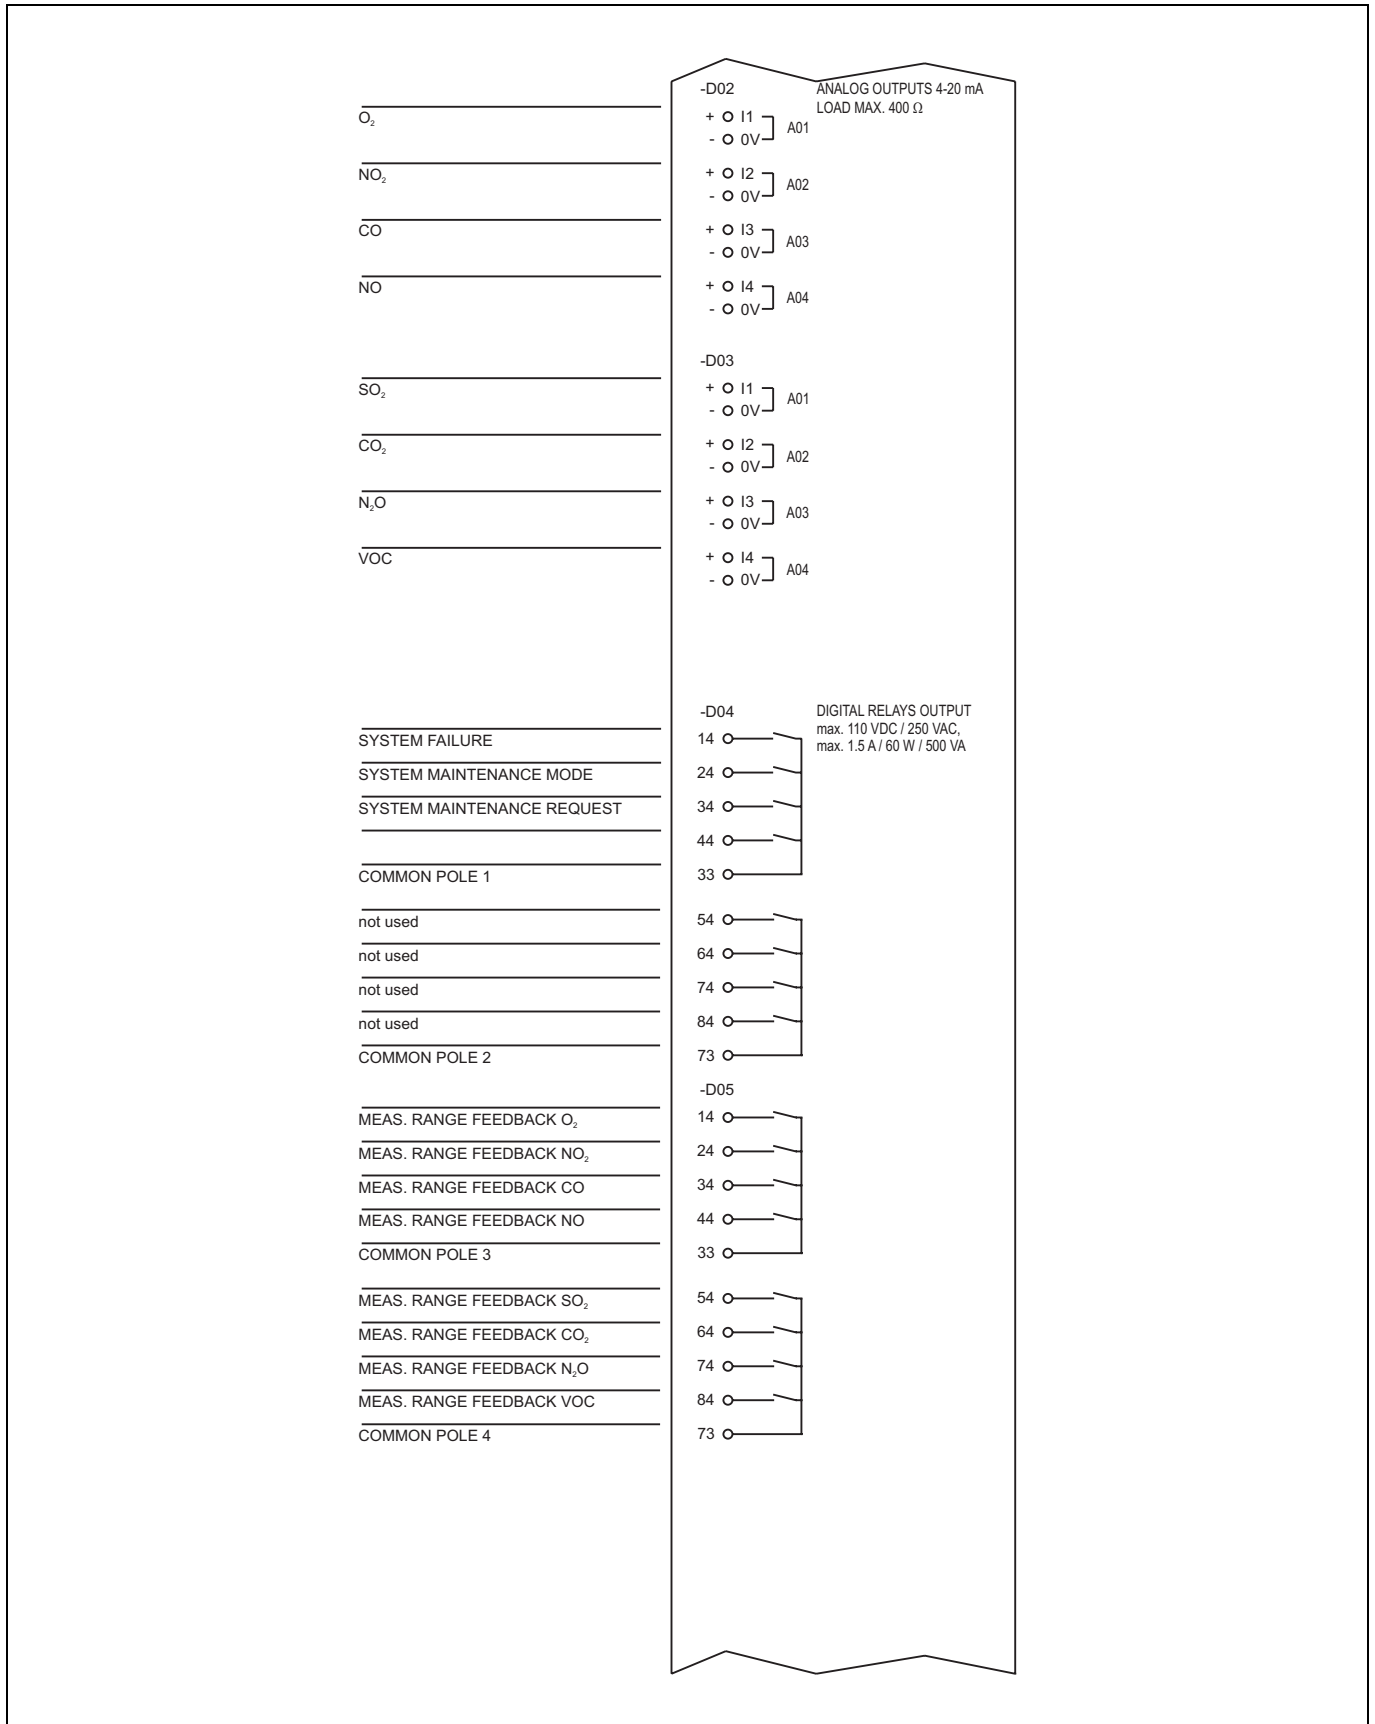 -D02 ANALOG OUTPUTS 4-20 mA
LOAD MAX. 400 Ω
O₂ + I1 A01
- 0V
NO₂ + I2 A02
- 0V
CO + I3 A03
- 0V
NO + I4 A04
- 0V
-D03
SO₂ + I1 A01
- 0V
CO₂ + I2 A02
- 0V
N₂O + I3 A03
- 0V
VOC + I4 A04
- 0V
-D04 DIGITAL RELAYS OUTPUT
max. 110 VDC / 250 VAC,
max. 1.5 A / 60 W / 500 VA
SYSTEM FAILURE 14
SYSTEM MAINTENANCE MODE 24
SYSTEM MAINTENANCE REQUEST 34
44
COMMON POLE 1 33
not used 54
not used 64
not used 74
not used 84
COMMON POLE 2 73
-D05
MEAS. RANGE FEEDBACK O₂ 14
MEAS. RANGE FEEDBACK NO₂ 24
MEAS. RANGE FEEDBACK CO 34
MEAS. RANGE FEEDBACK NO 44
COMMON POLE 3 33
MEAS. RANGE FEEDBACK SO₂ 54
MEAS. RANGE FEEDBACK CO₂ 64
MEAS. RANGE FEEDBACK N₂O 74
MEAS. RANGE FEEDBACK VOC 84
COMMON POLE 4 73